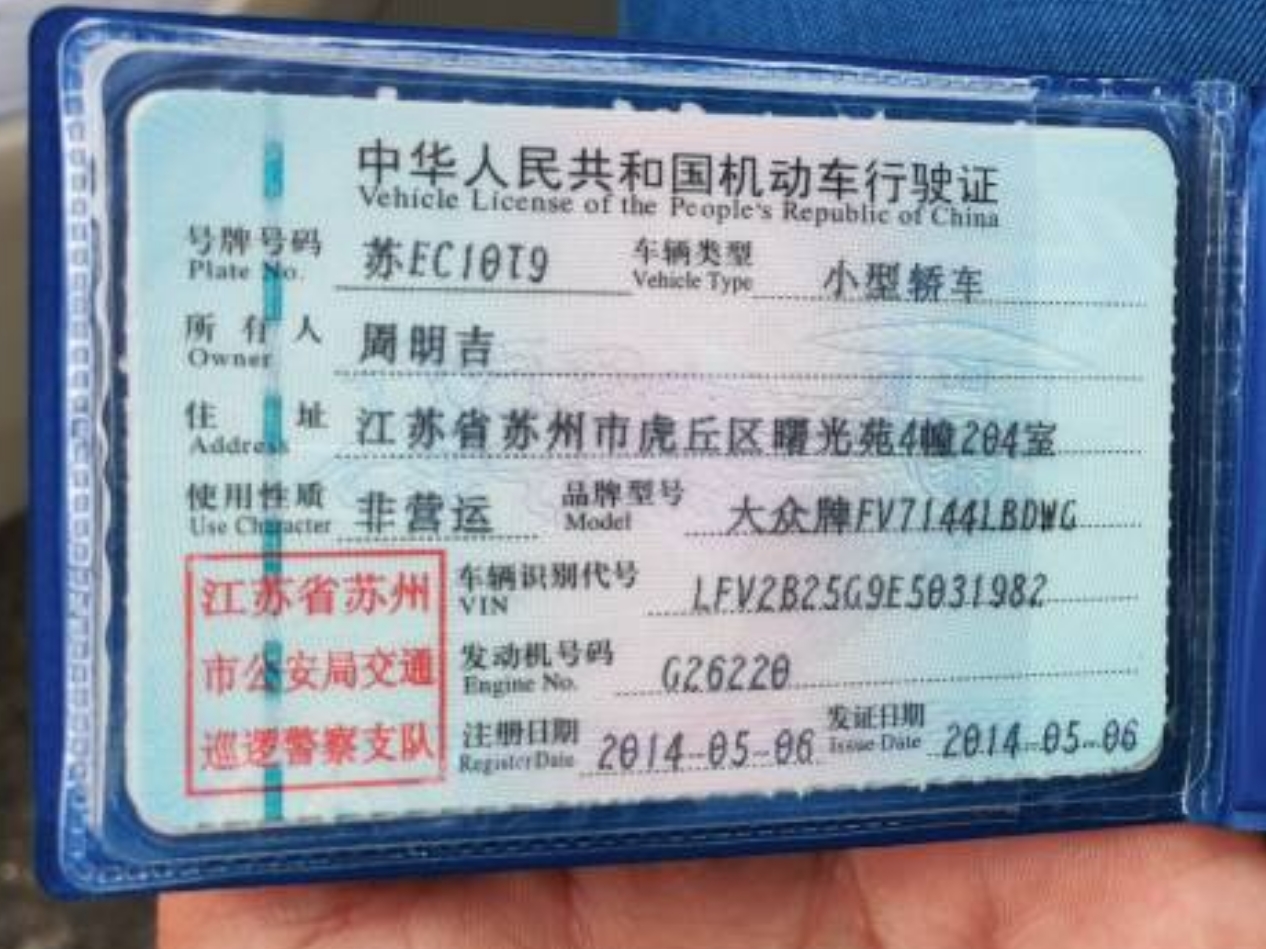 中华人民共和国机动车行驶证
Vehicle License of the People's Republic of China
号牌号码 苏EC10T9 车辆类型 小型轿车
Plate No. Vehicle Type
所有人 周明吉
Owner
住址 江苏省苏州市虎丘区曙光苑4幢204室
Address
使用性质 非营运 品牌型号 大众牌FV7144LBDWG
Use Character Model
江苏省苏州 车辆识别代号 LFV2B25G9E5031982
VIN
市公安局交通 发动机号码 G26220
Engine No.
巡逻警察支队 注册日期 2014-05-06 发证日期 2014-05-06
Register Date Issue Date